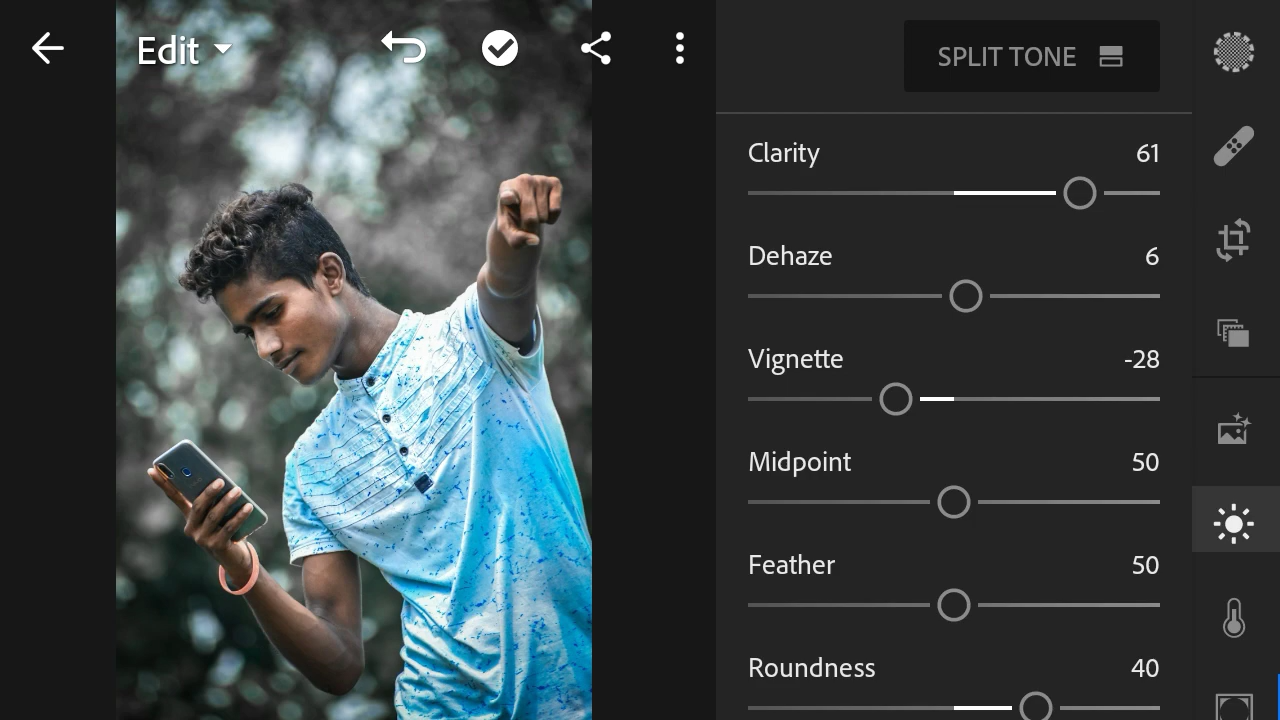 Edit
SPLIT TONE
Clarity 61
Dehaze 6
Vignette -28
Midpoint 50
Feather 50
Roundness 40